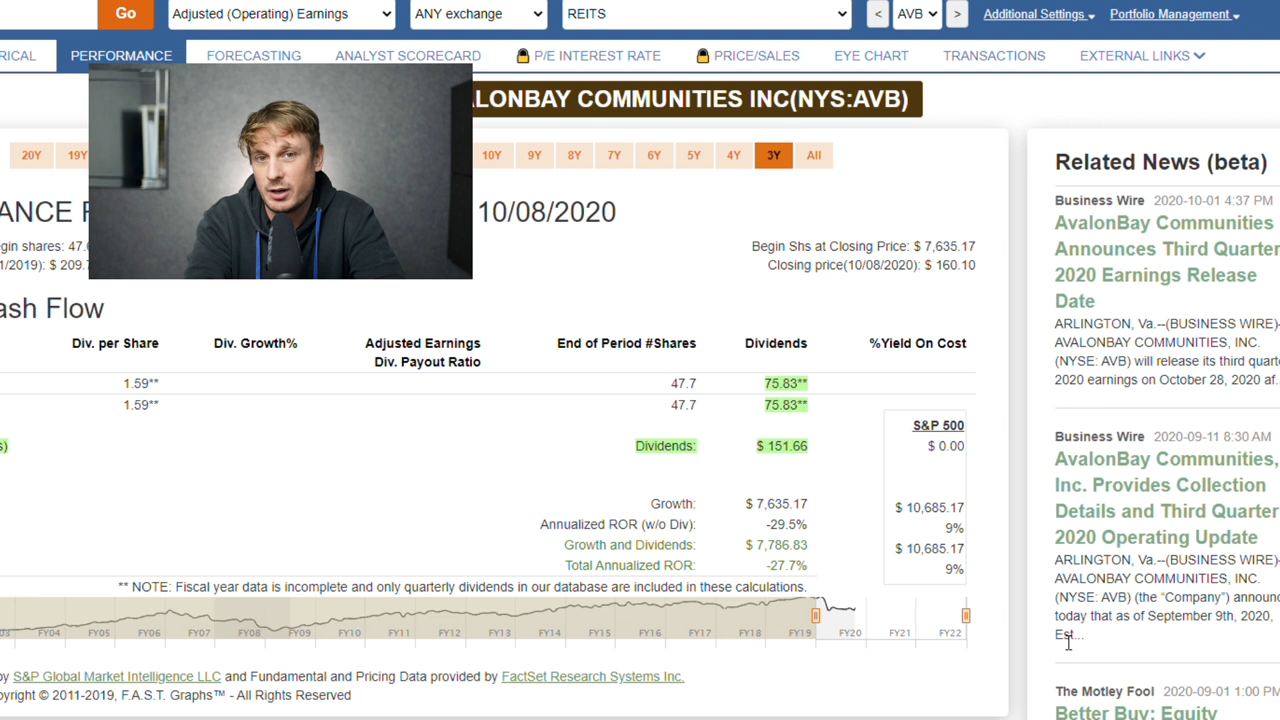 Go Adjusted (Operating) Earnings ANY exchange REITS < AVB > Additional Settings Portfolio Management
RICAL PERFORMANCE FORECASTING ANALYST SCORECARD P/E INTEREST RATE PRICE/SALES EYE CHART TRANSACTIONS EXTERNAL LINKS
ALONBAY COMMUNITIES INC(NYS:AVB)
20Y 19Y 10Y 9Y 8Y 7Y 6Y 5Y 4Y 3Y All
ANCE 10/08/2020
gin shares: 47. Begin Shs at Closing Price: $ 7,635.17
1/2019): $ 209. Closing price(10/08/2020): $ 160.10
ash Flow
Div. per Share Div. Growth% Adjusted Earnings End of Period #Shares Dividends %Yield On Cost
Div. Payout Ratio
1.59** 47.7 75.83**
1.59** 47.7 75.83**
S&P 500
s) Dividends: $ 151.66 $ 0.00
Growth: $ 7,635.17 $ 10,685.17
Annualized ROR (w/o Div): -29.5% 9%
Growth and Dividends: $ 7,786.83 $ 10,685.17
Total Annualized ROR: -27.7% 9%
** NOTE: Fiscal year data is incomplete and only quarterly dividends in our database are included in these calculations.
03 FY04 FY05 FY06 FY07 FY08 FY09 FY10 FY11 FY12 FY13 FY14 FY15 FY16 FY17 FY18 FY19 FY20 FY21 FY22
by S&P Global Market Intelligence LLC and Fundamental and Pricing Data provided by FactSet Research Systems Inc.
pyright © 2011-2019, F.A.S.T. Graphs™ - All Rights Reserved
Related News (beta)
Business Wire 2020-10-01 4:37 PM
AvalonBay Communities
Announces Third Quarter
2020 Earnings Release
Date
ARLINGTON, Va.--(BUSINESS WIRE)-
AVALONBAY COMMUNITIES, INC.
(NYSE: AVB) will release its third quart
2020 earnings on October 28, 2020 af.
Business Wire 2020-09-11 8:30 AM
AvalonBay Communities,
Inc. Provides Collection
Details and Third Quarter
2020 Operating Update
ARLINGTON, Va.--(BUSINESS WIRE)-
AVALONBAY COMMUNITIES, INC.
(NYSE: AVB) (the “Company”) announc
today that as of September 9th, 2020,
Est...
The Motley Fool 2020-09-01 1:00 PM
Better Buy: Equity